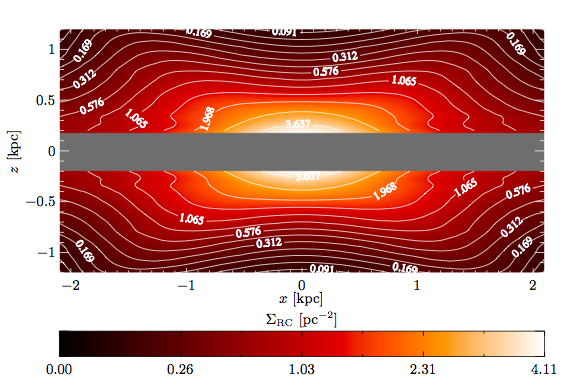 0.169 0.091 0.169
0.169 0.312
0.312 0.576
0.576 1.065 1.065
1.968
3.637
3.637
1.968 1.065 0.576
1.065
0.576 0.312
0.312
0.169 0.169
0.091 0.169
1
0.5
0
−0.5
−1
z [kpc]
−2 −1 0 1 2
x [kpc]
Σ_RC [pc⁻²]
0.00 0.26 1.03 2.31 4.11